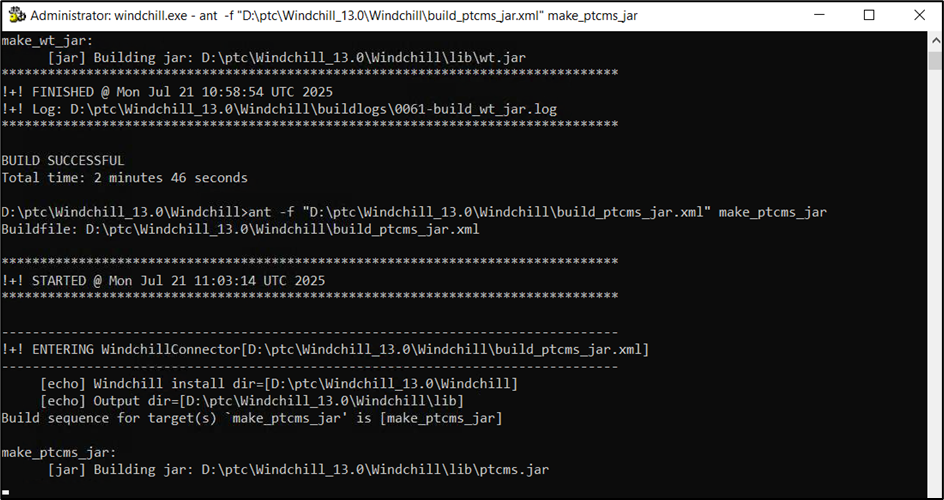 Administrator: windchill.exe - ant -f "D:\ptc\Windchill_13.0\Windchill\build_ptcms_jar.xml" make_ptcms_jar
make_wt_jar:
[jar] Building jar: D:\ptc\Windchill_13.0\Windchill\lib\wt.jar
********************************************************************************
!+! FINISHED @ Mon Jul 21 10:58:54 UTC 2025
!+! Log: D:\ptc\Windchill_13.0\Windchill\buildlogs\0061-build_wt_jar.log
********************************************************************************
BUILD SUCCESSFUL
Total time: 2 minutes 46 seconds
D:\ptc\Windchill_13.0\Windchill>ant -f "D:\ptc\Windchill_13.0\Windchill\build_ptcms_jar.xml" make_ptcms_jar
Buildfile: D:\ptc\Windchill_13.0\Windchill\build_ptcms_jar.xml
********************************************************************************
!+! STARTED @ Mon Jul 21 11:03:14 UTC 2025
********************************************************************************
--------------------------------------------------------------------------------
!+! ENTERING WindchillConnector[D:\ptc\Windchill_13.0\Windchill\build_ptcms_jar.xml]
--------------------------------------------------------------------------------
[echo] Windchill install dir=[D:\ptc\Windchill_13.0\Windchill]
[echo] Output dir=[D:\ptc\Windchill_13.0\Windchill\lib]
Build sequence for target(s) `make_ptcms_jar' is [make_ptcms_jar]
make_ptcms_jar:
[jar] Building jar: D:\ptc\Windchill_13.0\Windchill\lib\ptcms.jar